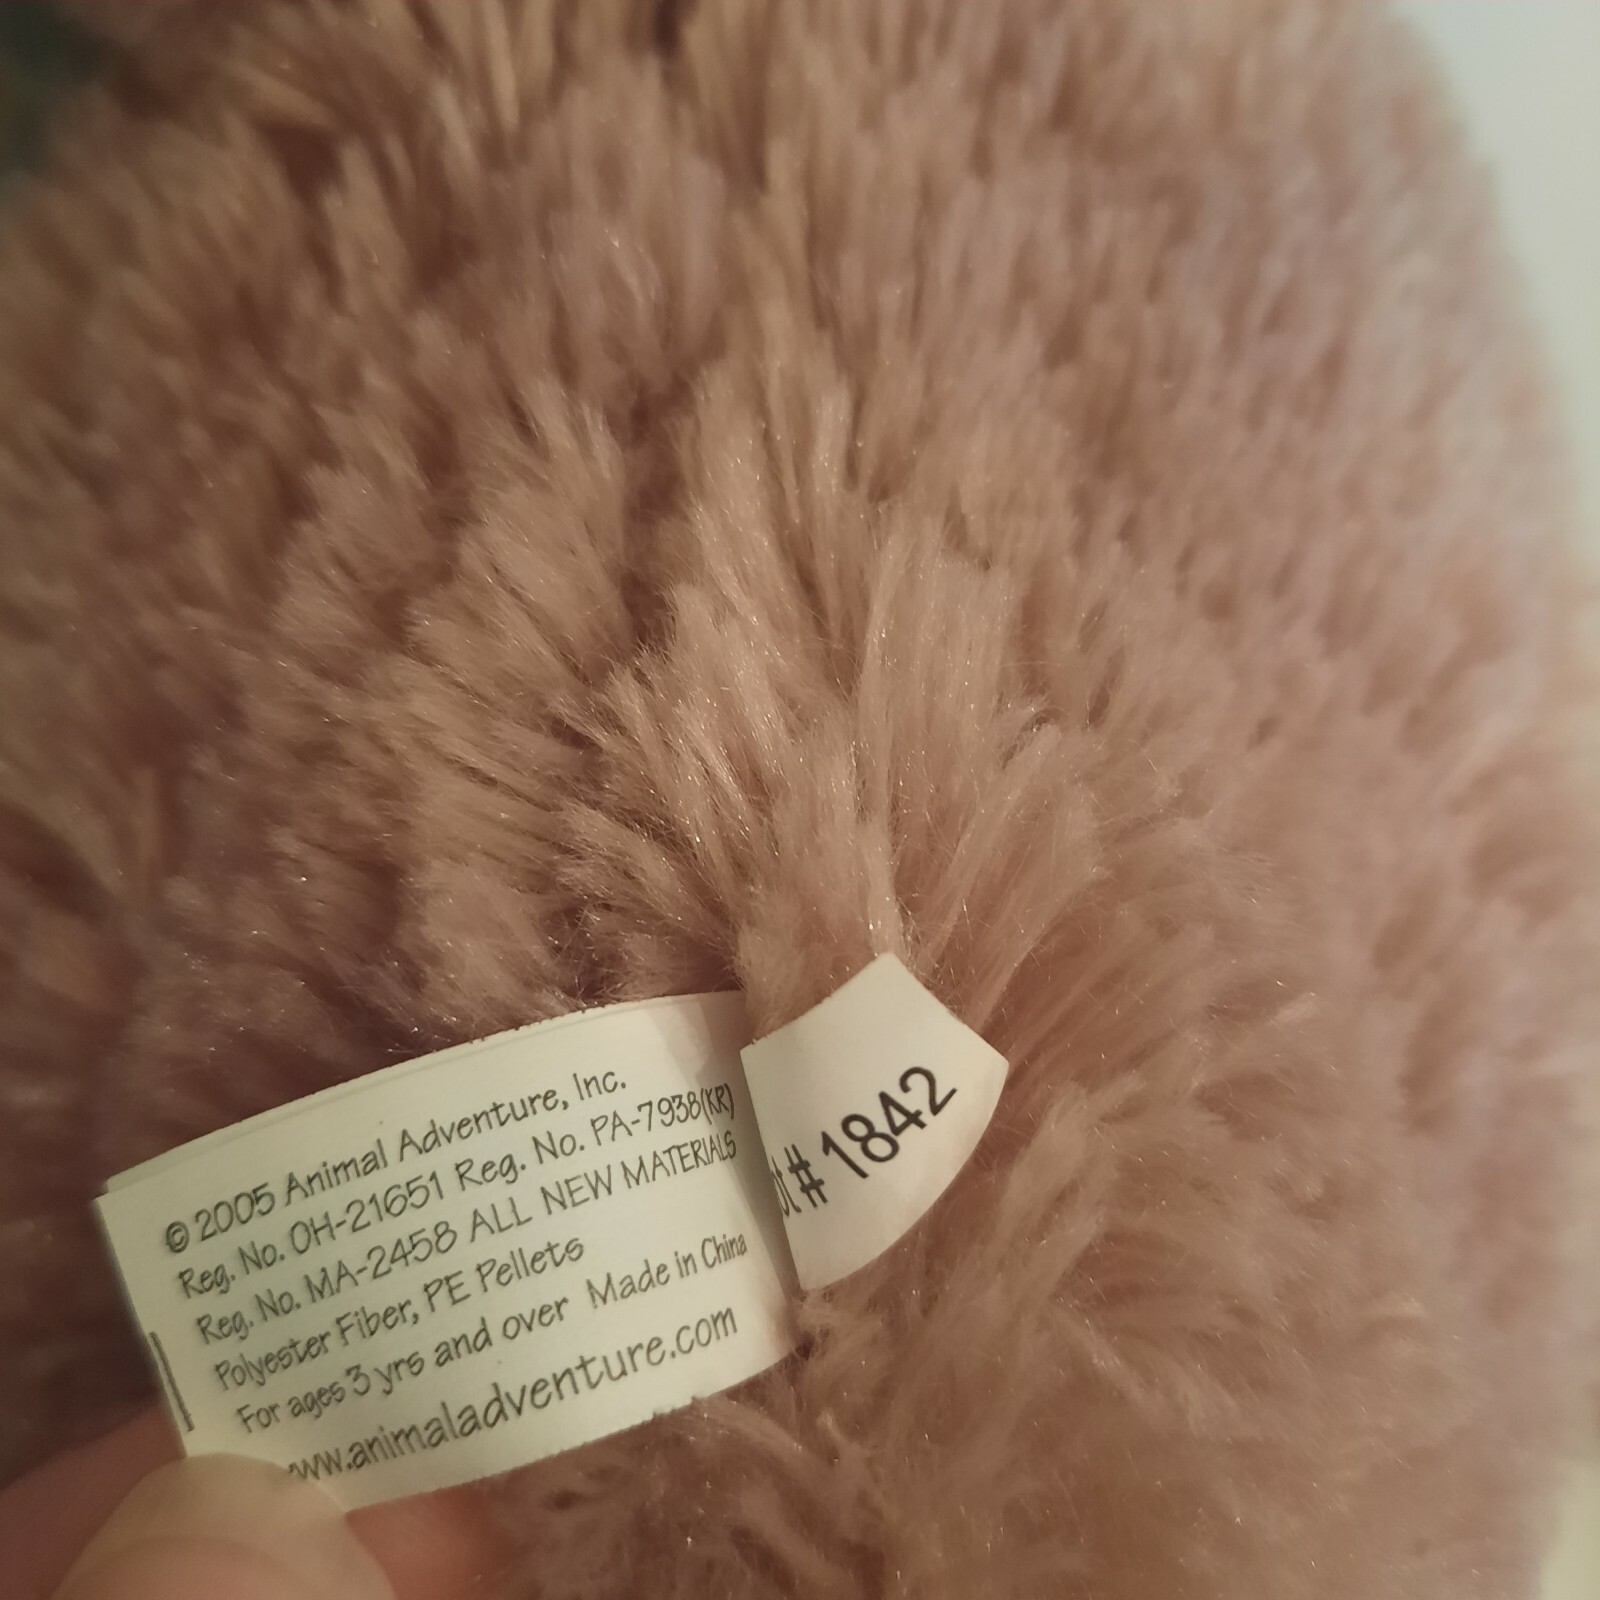 © 2005 Animal Adventure, Inc.
Reg. No. OH-21651 Reg. No. PA-7938(KR)
Reg. No. MA-2458 ALL NEW MATERIALS
Polyester Fiber, PE Pellets
For ages 3 yrs and over Made in China
www.animaladventure.com
ot# 1842